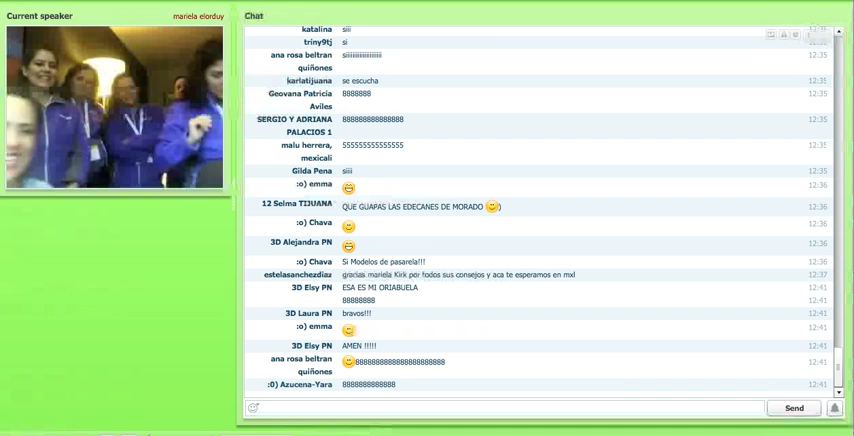 Current speaker
mariela elorduy
Chat
katalina siii
triny9tj si
12:35
ana rosa beltran siiiiiiiiiiiiiiiiiiii 12:35
quiñones
karlatijuana se escucha 12:35
Geovana Patricia 8888888 12:35
Aviles
SERGIO Y ADRIANA 888888888888888 12:35
PALACIOS 1
malu herrera, 555555555555555 12:35
mexicali
Gilda Pena siiii 12:35
:o) emma 12:36
12 Selma TIJUANA QUE GUAPAS LAS EDECANES DE MORADO ) 12:36
:o) Chava 12:36
3D Alejandra PN 12:36
:o) Chava Si Modelos de pasarela!!! 12:36
estelasanchezdiaz gracias mariela Kirk por todos sus consejos y aca te esperamos en mxl 12:37
3D Elsy PN ESA ES MI ORIABUELA 12:41
88888888 12:41
3D Laura PN bravos!!! 12:41
:o) emma 12:41
3D Elsy PN AMEN !!!!! 12:41
ana rosa beltran 8888888888888888888888 12:41
quiñones
:0) Azucena-Yara 8888888888888 12:41
Send